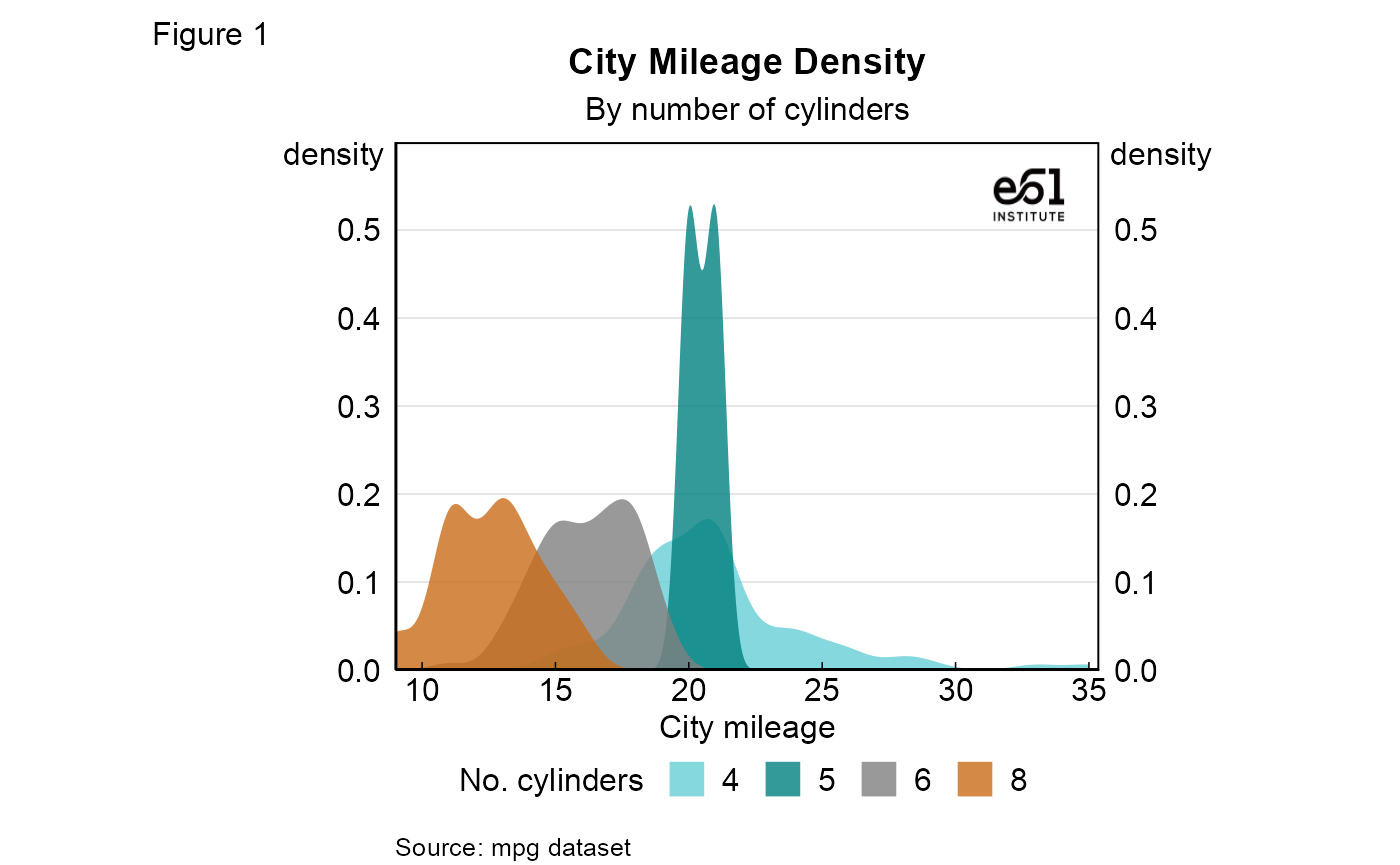 Figure 1
City Mileage Density
By number of cylinders
density density
e61
INSTITUTE
0.5 0.5
0.4 0.4
0.3 0.3
0.2 0.2
0.1 0.1
0.0 0.0
10 15 20 25 30 35
City mileage
No. cylinders 4 5 6 8
Source: mpg dataset